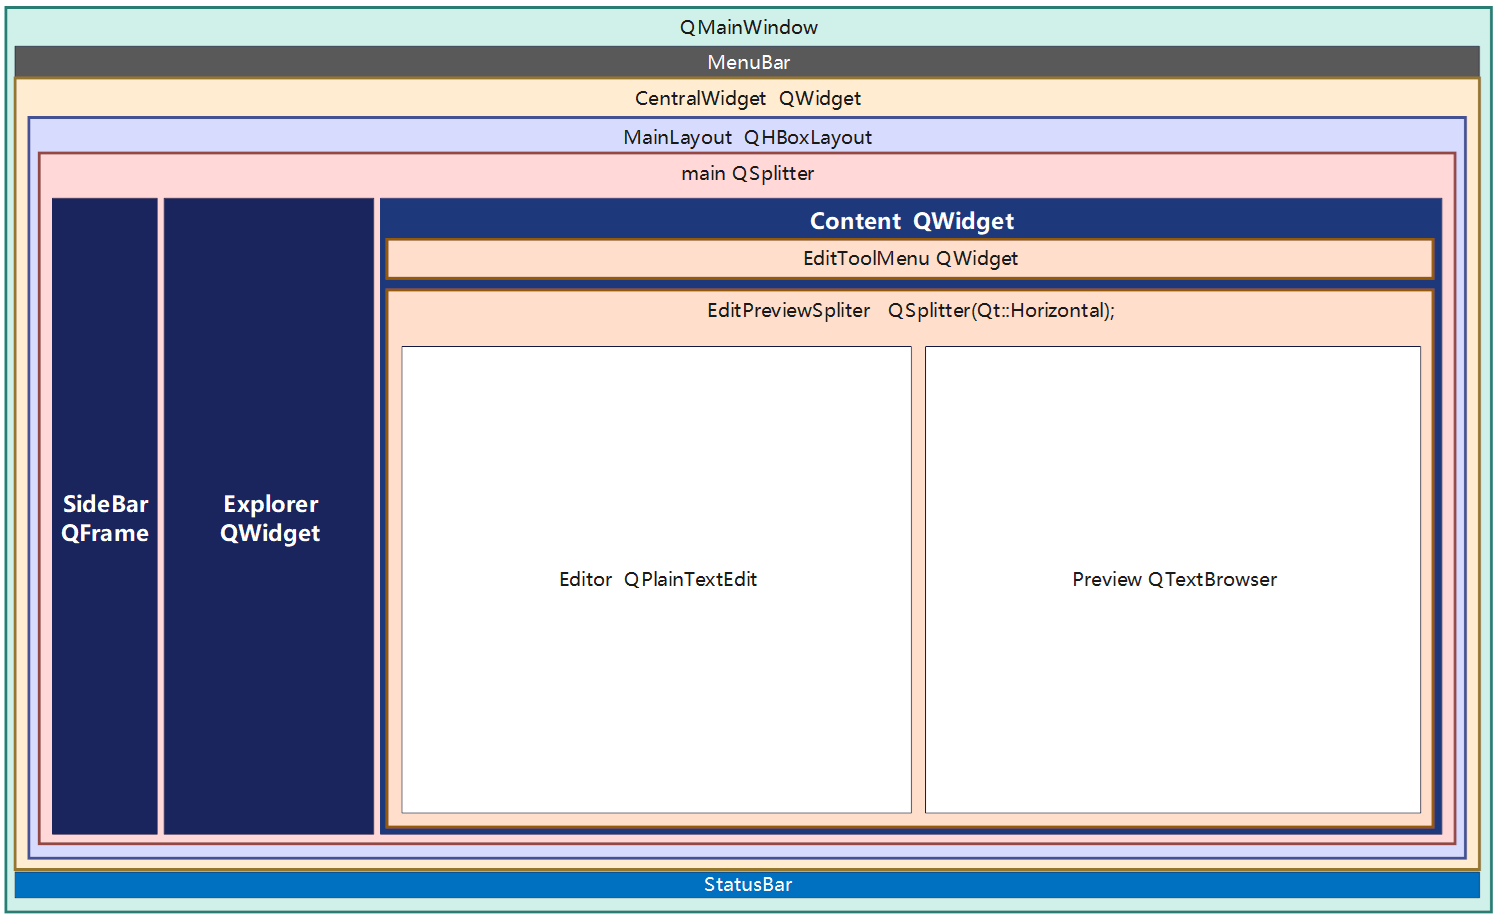 QMainWindow
MenuBar
CentralWidget  QWidget
MainLayout  QHBoxLayout
main QSplitter
SideBar
QFrame
Explorer
QWidget
Content  QWidget
EditToolMenu QWidget
EditPreviewSpliter   QSplitter(Qt::Horizontal);
Editor  QPlainTextEdit
Preview QTextBrowser
StatusBar